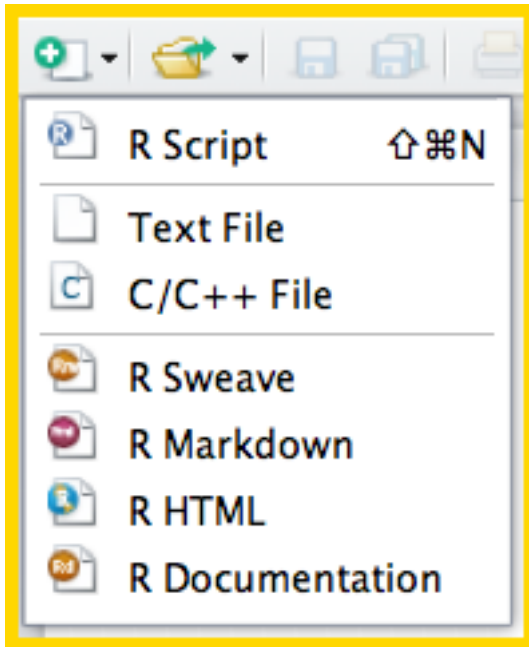 R Script ⇧⌘N
Text File
C/C++ File
R Sweave
R Markdown
R HTML
R Documentation